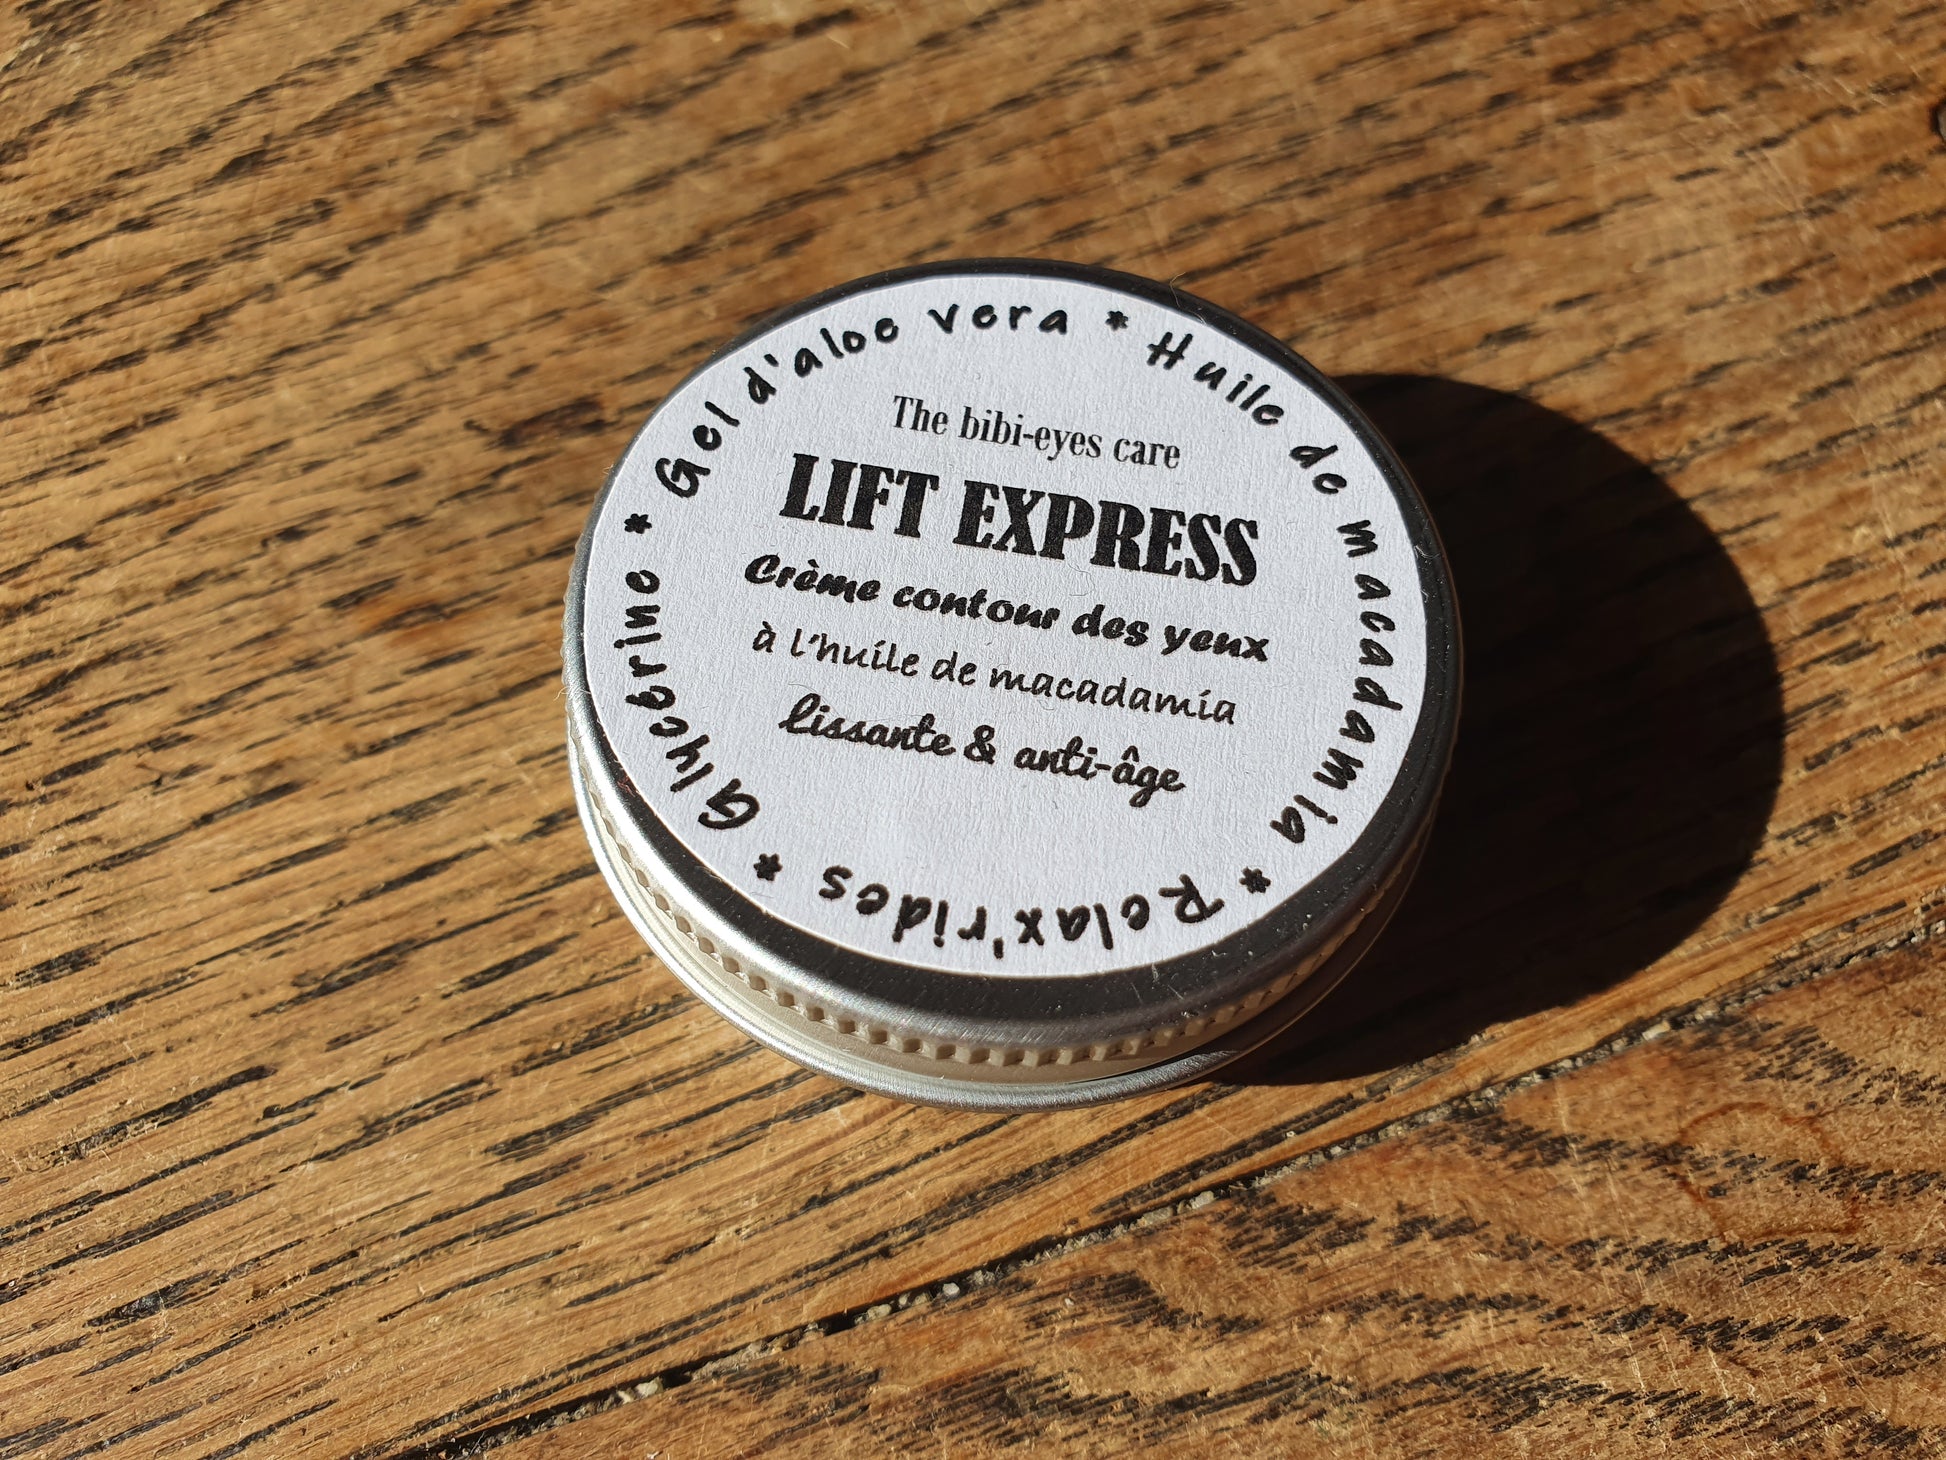 The bibi-eyes care
LIFT EXPRESS
Crème contour des yeux
à l'huile de macadamia
lissante & anti-âge
Gel d'aloe vera * Huile de macadamia * Relax'rides * Glycérine *